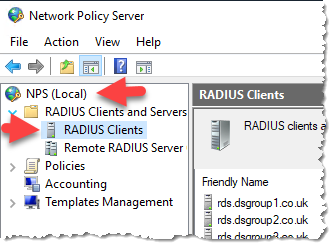 Network Policy Server
File Action View Help
NPS (Local)
RADIUS Clients and Servers
RADIUS Clients
Remote RADIUS Server
Policies
Accounting
Templates Management
RADIUS Clients
RADIUS clients
Friendly Name
rds.dsgroup1.co.uk
rds.dsgroup2.co.uk
rds.dsgroup3.co.uk